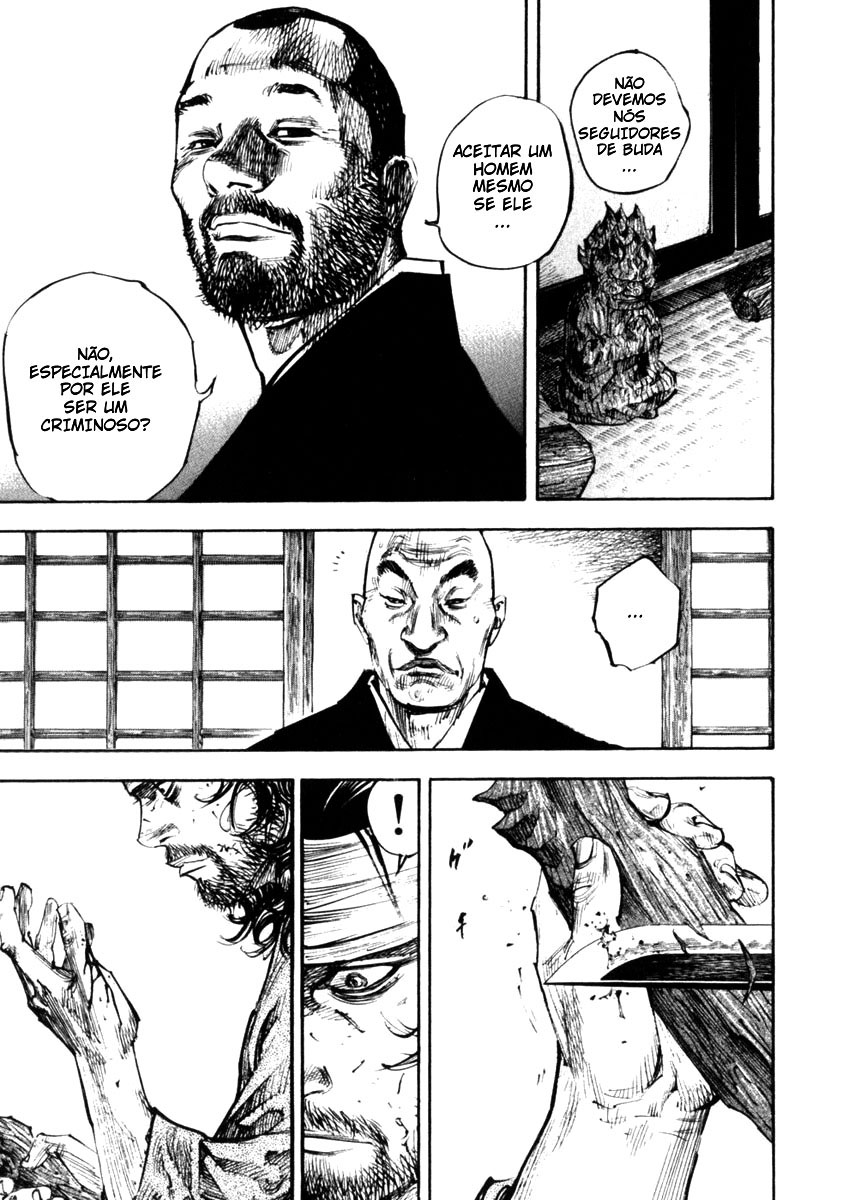 NÃO
DEVEMOS
NÓS
SEGUIDORES
DE BUDA
...
ACEITAR UM
HOMEM
MESMO
SE ELE
...
NÃO,
ESPECIALMENTE
POR ELE
SER UM
CRIMINOSO?
...
!